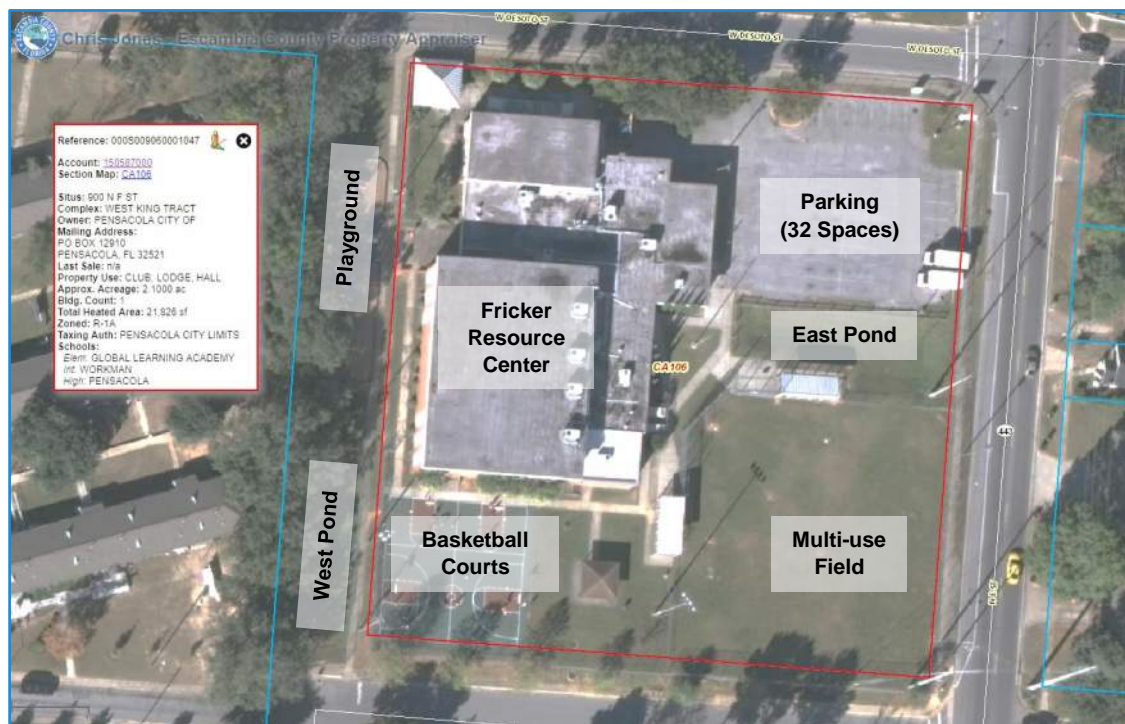 Chris Jones - Escambia County Property Appraiser
W DESOTO ST
W DESOTO ST
W DESOTO ST
Reference: 000S009060001047
Account: 150587000
Section Map: CA106
Situs: 900 N F ST
Complex: WEST KING TRACT
Owner: PENSACOLA CITY OF
Mailing Address:
PO BOX 12910
PENSACOLA, FL 32521
Last Sale: n/a
Property Use: CLUB, LODGE, HALL
Approx. Acreage: 2.1000 ac
Bldg. Count: 1
Total Heated Area: 21,826 sf
Zoned: R-1A
Taxing Auth: PENSACOLA CITY LIMITS
Schools:
Elem: GLOBAL LEARNING ACADEMY
Int: WORKMAN
High: PENSACOLA
Playground
Parking
(32 Spaces)
Fricker
Resource
Center
East Pond
CA106
443
West Pond
Basketball
Courts
Multi-use
Field